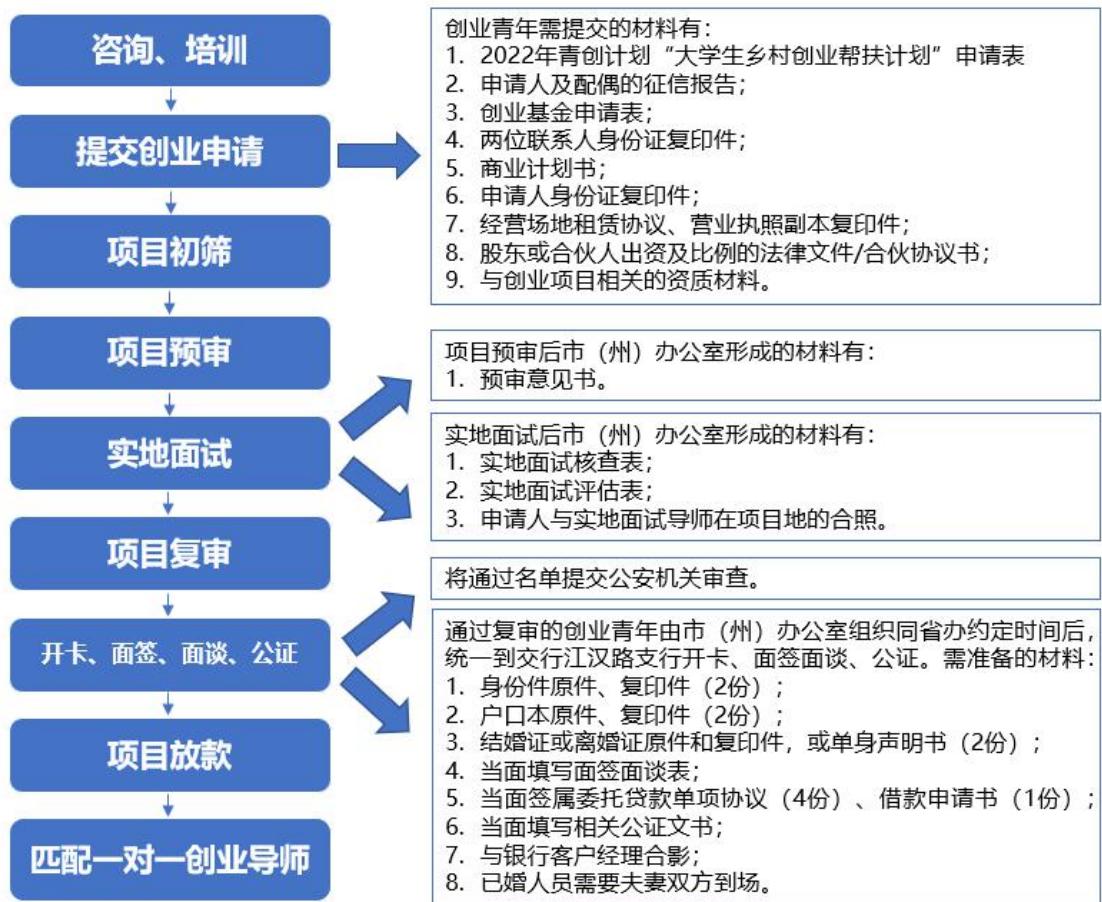 咨询、培训
提交创业申请
项目初筛
项目预审
实地面试
项目复审
开卡、面签、面谈、公证
项目放款
匹配一对一创业导师
创业青年需提交的材料有：
1. 2022年青创计划“大学生乡村创业帮扶计划”申请表
2. 申请人及配偶的征信报告；
3. 创业基金申请表；
4. 两位联系人身份证复印件；
5. 商业计划书；
6. 申请人身份证复印件；
7. 经营场地租赁协议、营业执照副本复印件；
8. 股东或合伙人出资及比例的法律文件/合伙协议书；
9. 与创业项目相关的资质材料。
项目预审后市（州）办公室形成的材料有：
1. 预审意见书。
实地面试后市（州）办公室形成的材料有：
1. 实地面试核查表；
2. 实地面试评估表；
3. 申请人与实地面试导师在项目地的合照。
将通过名单提交公安机关审查。
通过复审的创业青年由市（州）办公室组织同省办约定时间后，
统一到交行江汉路支行开卡、面签面谈、公证。需准备的材料：
1. 身份件原件、复印件（2份）；
2. 户口本原件、复印件（2份）；
3. 结婚证或离婚证原件和复印件，或单身声明书（2份）；
4. 当面填写面签面谈表；
5. 当面签属委托贷款单项协议（4份）、借款申请书（1份）；
6. 当面填写相关公证文书；
7. 与银行客户经理合影；
8. 已婚人员需要夫妻双方到场。